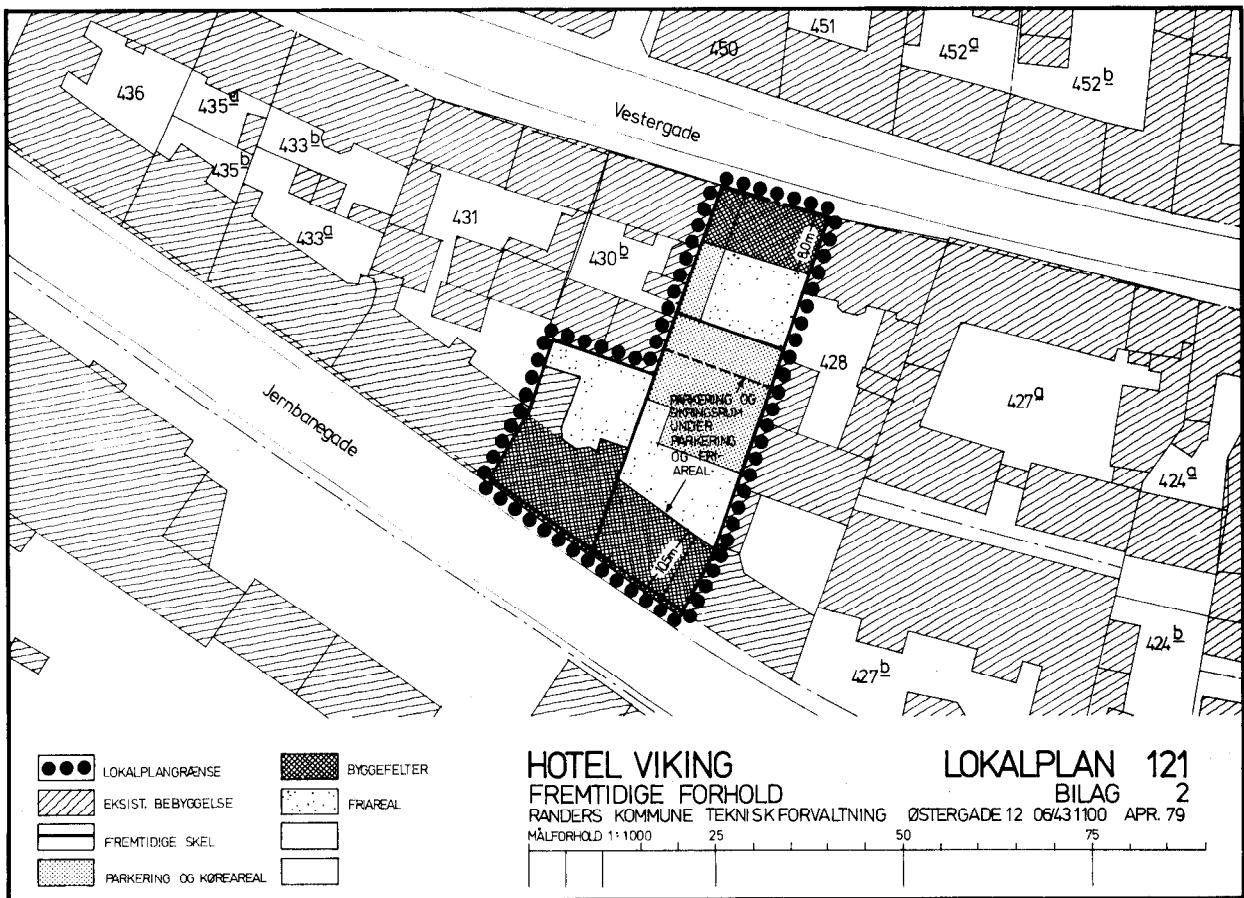 450
451
452a
452b
436
435a
433b
435b
433a
431
430b
Vestergade
8,0m
428
427a
424a
Jernbanegade
PARKERING OG
SIKRINGSRUM
UNDER
PARKERING
OG FRI-
AREAL.
10,5m
427b
424b
LOKALPLANGRÆNSE
EKSIST. BEBYGGELSE
FREMTIDIGE SKEL
PARKERING OG KØREAREAL
BYGGEFELTER
FRIAREAL
HOTEL VIKING LOKALPLAN 121
FREMTIDIGE FORHOLD BILAG 2
RANDERS KOMMUNE TEKNISK FORVALTNING ØSTERGADE 12 06/431100 APR. 79
MÅLFORHOLD 1:1000 25 50 75